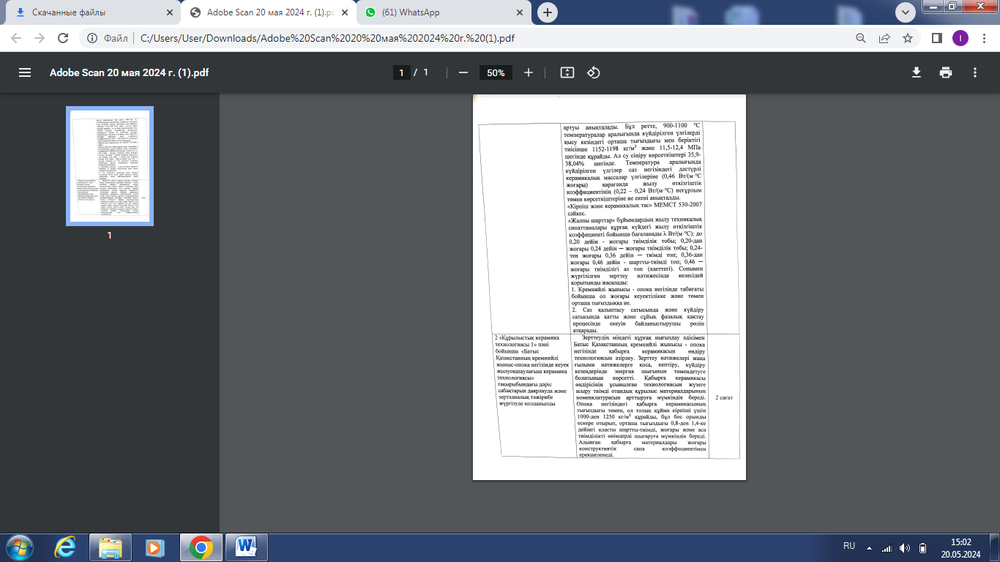 Скачанные файлы
Adobe Scan 20 мая 2024 г. (1).pd
(61) WhatsApp
Файл
C:/Users/User/Downloads/Adobe%20Scan%2020%20мая%202024%20г.%20(1).pdf
I
Adobe Scan 20 мая 2024 г. (1).pdf
1 / 1
50%
1
артуы анықталады. Бұл ретте, 900-1100 °С
температуралар аралығында күйдірілген үлгілерді
қысу кезіндегі орташа тығыздығы мен беріктігі
тиісінше 1152-1198 кг/м³ және 11,5-12,4 МПа
шегінде құрайды. Ал су сіңіру көрсеткіштері 35,9-
38,04% шегінде. Температура аралығында
күйдірілген үлгілер саз негізіндегі дәстүрлі
керамикалық массалар үлгілеріне (0,46 Вт/(м·°С
жоғары) қарағанда жылу өткізгіштік
коэффициентінің (0,22 – 0,24 Вт/(м·°С) неғұрлым
төмен көрсеткіштеріне ие екені анықталды.
«Кірпіш және керамикалық тас» МЕМСТ 530-2007
сәйкес.
«Жалпы шарттар» бұйымдардың жылу техникалық
сипаттамалары құрғақ күйдегі жылу өткізгіштік
коэффициенті бойынша бағаланады λ Вт/(м·°С): до
0,20 дейін - жоғары тиімділік тобы; 0,20-дан
жоғары 0,24 дейін ─ жоғары тиімділік тобы; 0,24-
тен жоғары 0,36 дейін ─ тиімді топ; 0,36-дан
жоғары 0,46 дейін - шартты-тиімді топ; 0,46 ─
жоғары тиімділігі аз топ (әдеттегі). Сонымен
жүргізілген зерттеу нәтижесінде келесідей
қорытынды жасалады:
1. Кремнийлі жынысы - опока негізінде табиғаты
бойынша ол жоғары кеуектілікке және төмен
орташа тығыздыққа ие.
2. Саз қалыптасу сатысында және күйдіру
сатысында қатты және сұйық фазалық қақтау
процесінде екеуін байланыстырушы рөлін
атқарады.
2 «Құрылыстық керамика
технологиясы 1» пәні
бойынша «Батыс
Қазақстанның кремнийлі
жыныс-опока негізінде кеуек
жылуоқшаулағыш керамика
технологиясы»
тақырыбындағы дәріс
сабақтарын даярлауда және
зертханалық тәжірибе
жүргізуле қолданылды
Зерттеудің міндеті құрғақ нығыздау әдісімен
Батыс Қазақстанның кремнийлі жынысы - опока
негізінде қабырға керамикасын өндіру
технологиясын әзірлеу. Зерттеу нәтижелері жаңа
ғылыми нәтижелерге қоса, кептіру, күйдіру
кезеңдерінде энергия шығынын төмендетуге
болатынын көрсетті. Қабырға керамикасы
өндірісінің ұсынылған технологиясын жүзеге
асыру тиімді отандық құрылыс материалдарының
номенклатурасын арттыруға мүмкіндік береді.
Опока негізіндегі қабырға керамикасының
тығыздығы төмен, ол толық құйма кірпіші үшін
1000-ден 1250 кг/м³ құрайды, бұл бос орынды
ескере отырып, орташа тығыздығы 0,8-ден 1,4-ке
дейінгі класты шартты-тиімді, жоғары және аса
тиімділікті өнімдерді шығаруға мүмкіндік береді.
Алынған қабырға материалдары жоғары
конструктивтік сапа коэффициентімен
ерекшеленеді.
2 сағат
RU
15:02
20.05.2024